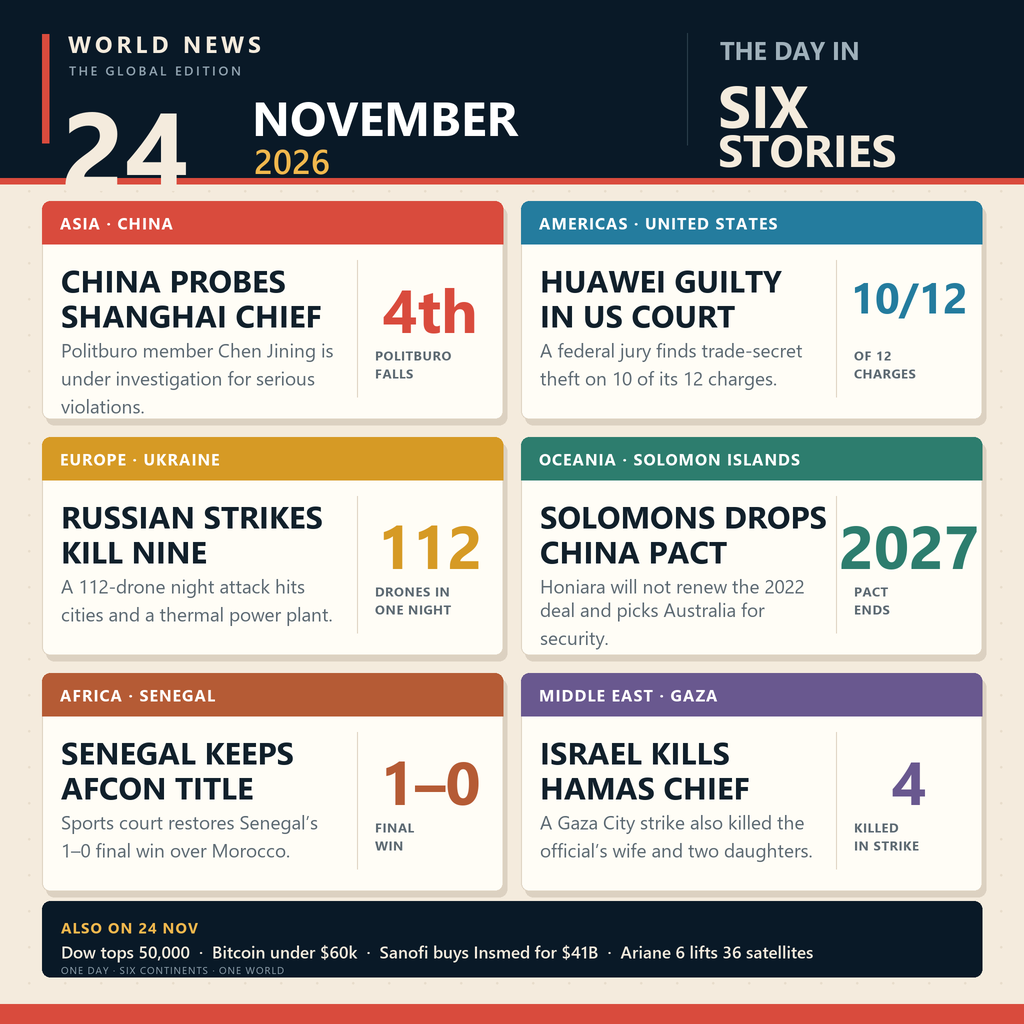 WORLD NEWS
THE GLOBAL EDITION
24
NOVEMBER
2026
THE DAY IN
SIX
STORIES
ASIA · CHINA
CHINA PROBES
SHANGHAI CHIEF
Politburo member Chen Jining is
under investigation for serious
violations.
4th
POLITBURO
FALLS
AMERICAS · UNITED STATES
HUAWEI GUILTY
IN US COURT
A federal jury finds trade-secret
theft on 10 of its 12 charges.
10/12
OF 12
CHARGES
EUROPE · UKRAINE
RUSSIAN STRIKES
KILL NINE
A 112-drone night attack hits
cities and a thermal power plant.
112
DRONES IN
ONE NIGHT
OCEANIA · SOLOMON ISLANDS
SOLOMONS DROPS
CHINA PACT
Honiara will not renew the 2022
deal and picks Australia for
security.
2027
PACT
ENDS
AFRICA · SENEGAL
SENEGAL KEEPS
AFCON TITLE
Sports court restores Senegal’s
1–0 final win over Morocco.
1–0
FINAL
WIN
MIDDLE EAST · GAZA
ISRAEL KILLS
HAMAS CHIEF
A Gaza City strike also killed the
official’s wife and two daughters.
4
KILLED
IN STRIKE
ALSO ON 24 NOV
Dow tops 50,000 · Bitcoin under $60k · Sanofi buys Insmed for $41B · Ariane 6 lifts 36 satellites
ONE DAY · SIX CONTINENTS · ONE WORLD